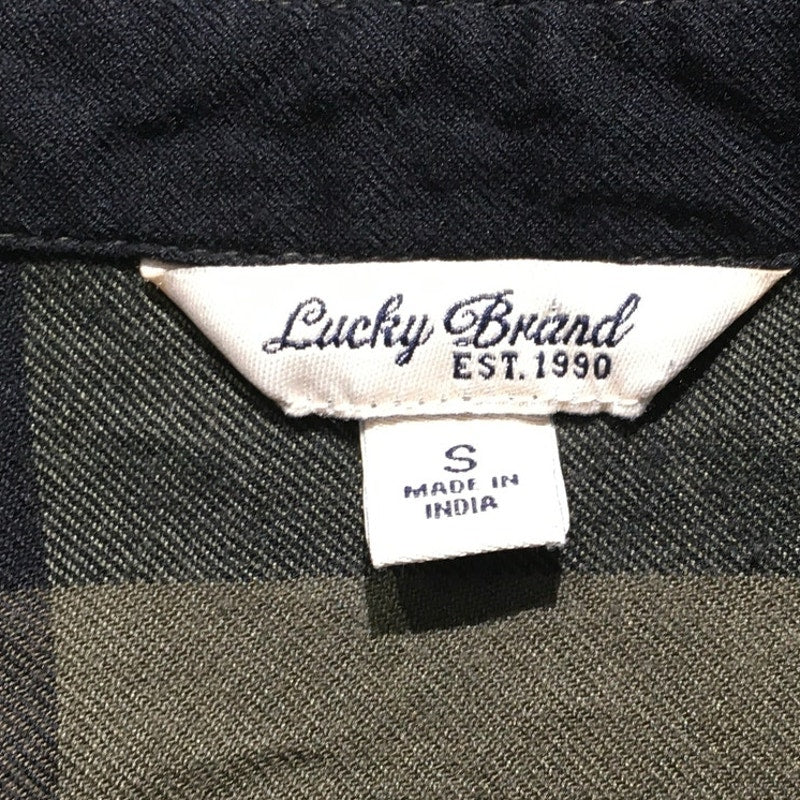 Lucky Brand
EST. 1990
S
MADE IN
INDIA